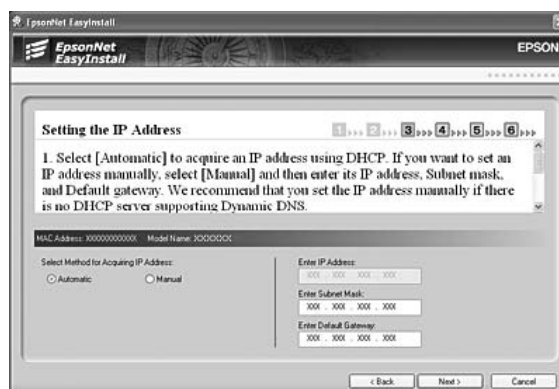 EpsonNet EasyInstall
EpsonNet
EasyInstall
EPSON
Setting the IP Address
1 2 3 4 5 6
1. Select [Automatic] to acquire an IP address using DHCP. If you want to set an
IP address manually, select [Manual] and then enter its IP address, Subnet mask,
and Default gateway. We recommend that you set the IP address manually if there
is no DHCP server supporting Dynamic DNS.
MAC Address: XXXXXXXXXXXX Model Name: XXXXXXX
Select Method for Acquiring IP Address:
Automatic Manual
Enter IP Address:
XXX . XXX . XXX . XXX
Enter Subnet Mask:
XXX . XXX . XXX . XXX
Enter Default Gateway:
XXX . XXX . XXX . XXX
< Back Next > Cancel